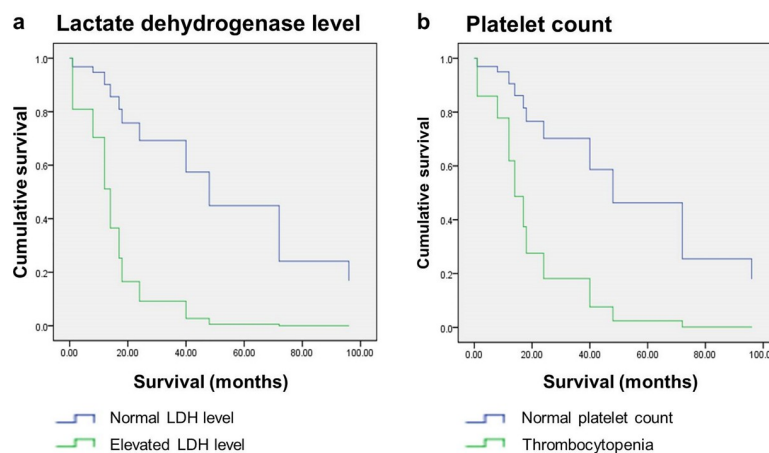 a Lactate dehydrogenase level
Cumulative survival
1.0
0.8
0.6
0.4
0.2
0.0
0.00 20.00 40.00 60.00 80.00 100.00
Survival (months)
Normal LDH level
Elevated LDH level
b Platelet count
Cumulative survival
1.0
0.8
0.6
0.4
0.2
0.0
0.00 20.00 40.00 60.00 80.00 100.0
Survival (months)
Normal platelet count
Thrombocytopenia